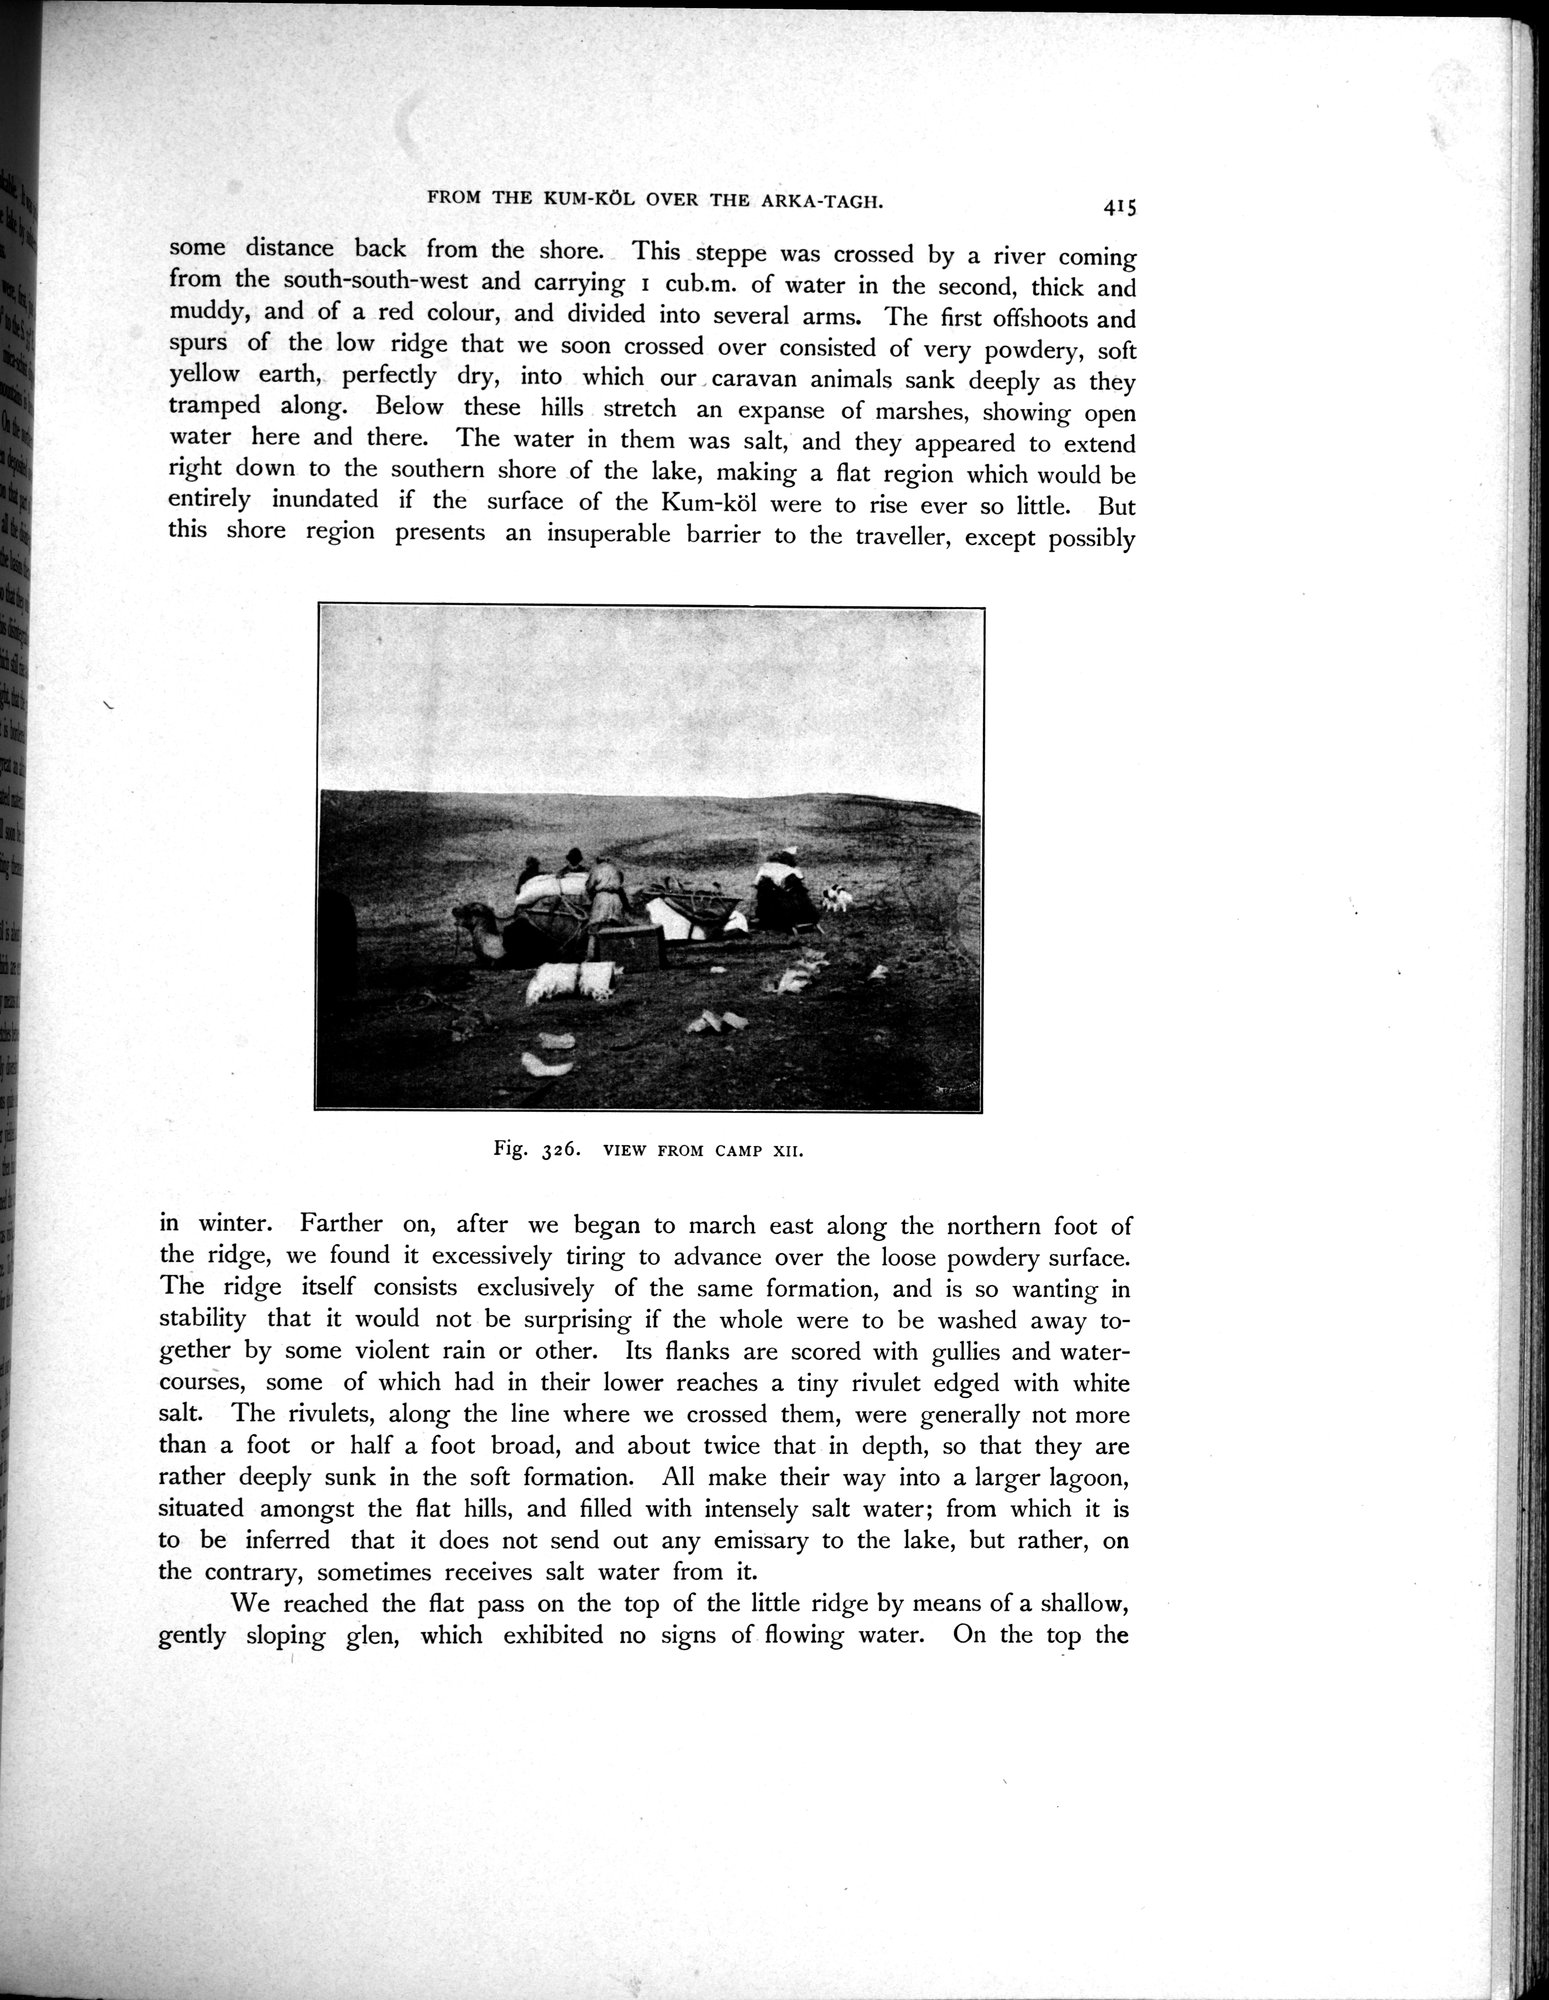 FROM THE KUM-KÖL OVER THE ARKA-TAGH.
415
some distance back from the shore. This steppe was crossed by a river coming
from the south-south-west and carrying 1 cub.m. of water in the second, thick and
muddy, and of a red colour, and divided into several arms. The first offshoots and
spurs of the low ridge that we soon crossed over consisted of very powdery, soft
yellow earth, perfectly dry, into which our caravan animals sank deeply as they
tramped along. Below these hills stretch an expanse of marshes, showing open
water here and there. The water in them was salt, and they appeared to extend
right down to the southern shore of the lake, making a flat region which would be
entirely inundated if the surface of the Kum-köl were to rise ever so little. But
this shore region presents an insuperable barrier to the traveller, except possibly
Fig. 326. VIEW FROM CAMP XII.
in winter. Farther on, after we began to march east along the northern foot of
the ridge, we found it excessively tiring to advance over the loose powdery surface.
The ridge itself consists exclusively of the same formation, and is so wanting in
stability that it would not be surprising if the whole were to be washed away to-
gether by some violent rain or other. Its flanks are scored with gullies and water-
courses, some of which had in their lower reaches a tiny rivulet edged with white
salt. The rivulets, along the line where we crossed them, were generally not more
than a foot or half a foot broad, and about twice that in depth, so that they are
rather deeply sunk in the soft formation. All make their way into a larger lagoon,
situated amongst the flat hills, and filled with intensely salt water; from which it is
to be inferred that it does not send out any emissary to the lake, but rather, on
the contrary, sometimes receives salt water from it.
We reached the flat pass on the top of the little ridge by means of a shallow,
gently sloping glen, which exhibited no signs of flowing water. On the top the